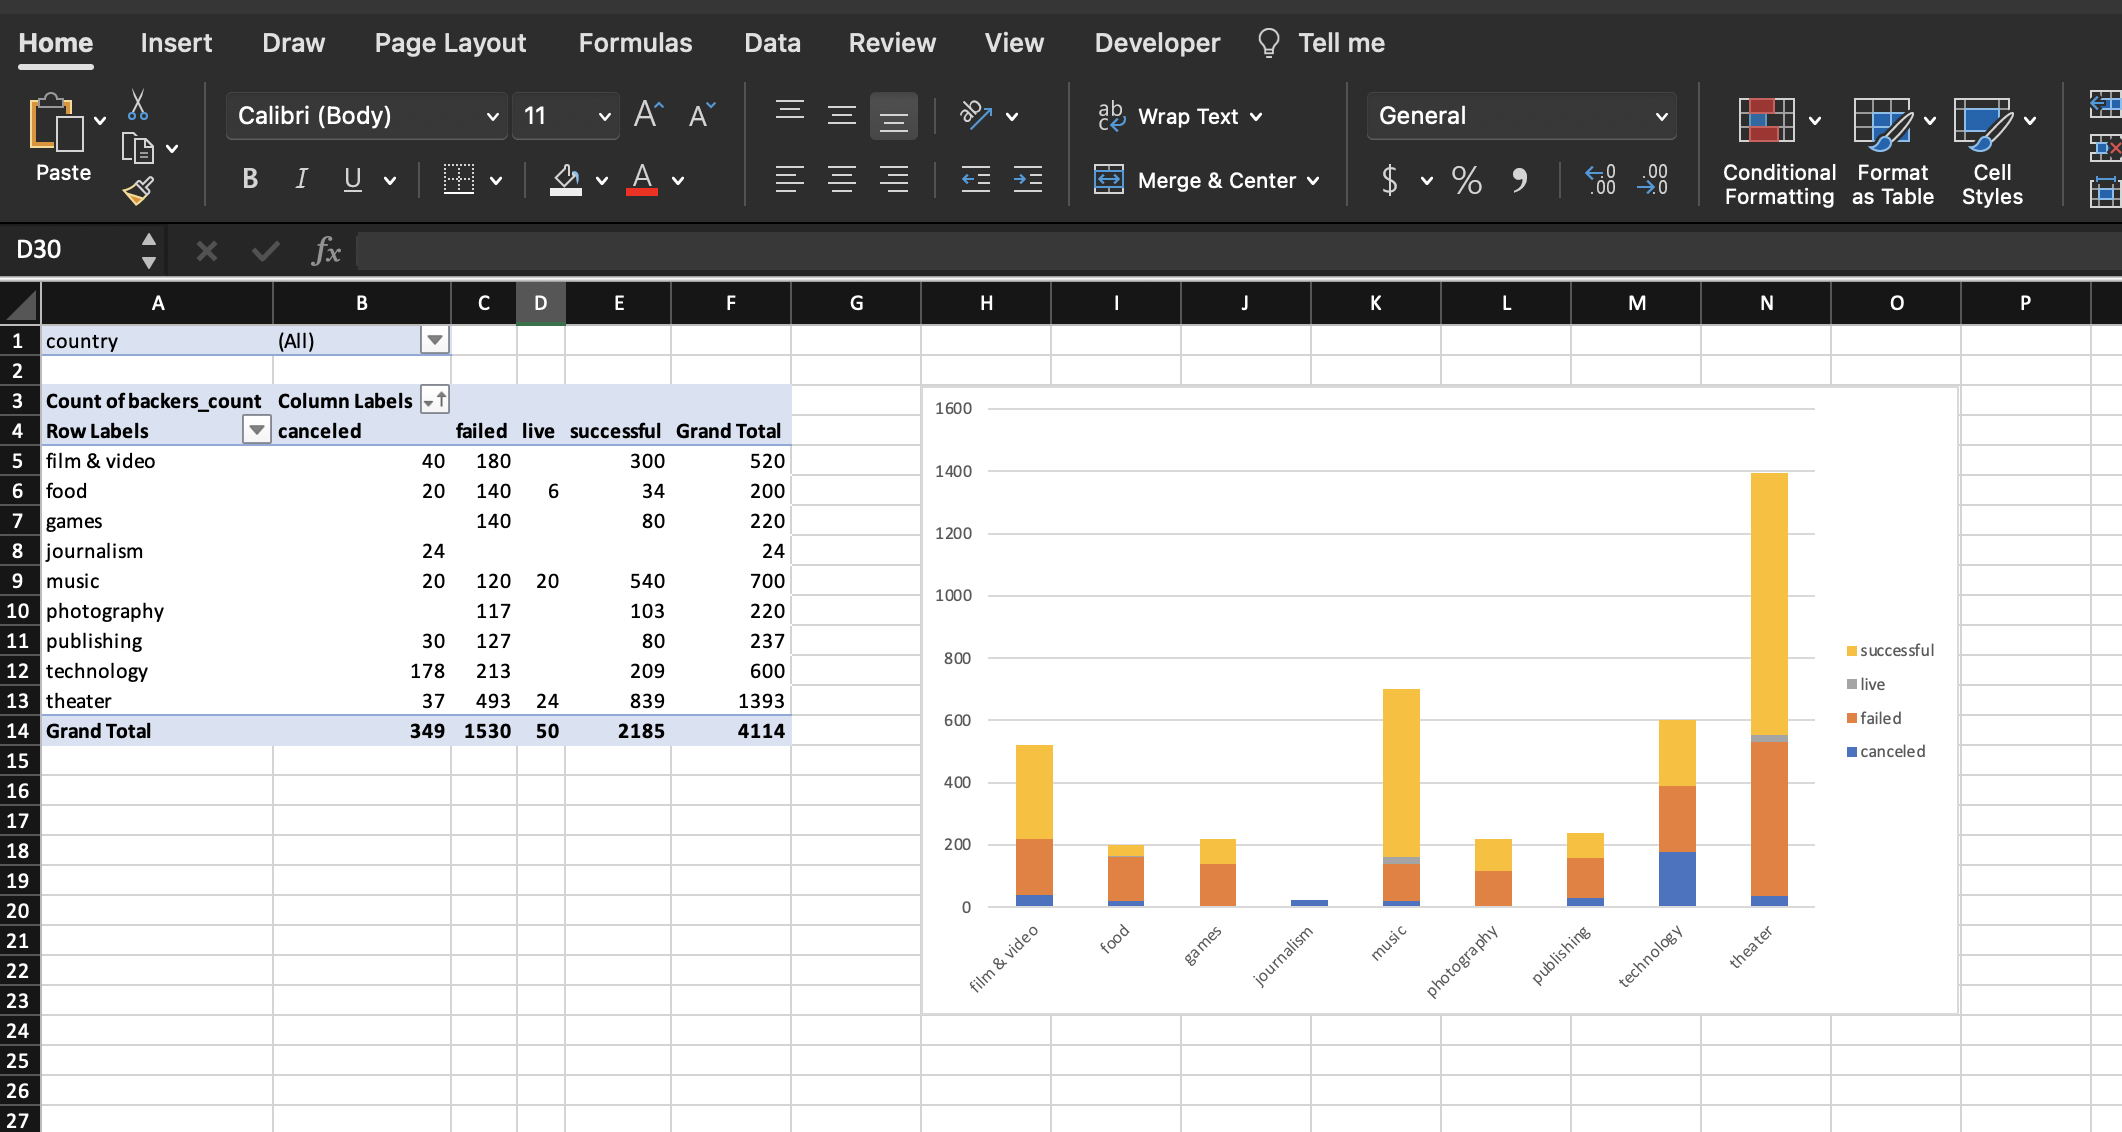 Home Insert Draw Page Layout Formulas Data Review View Developer Tell me
Paste
Calibri (Body) 11
B I U A
ab c Wrap Text
Merge & Center
General
$ % 9 .00 .00
Conditional Formatting
Format as Table
Cell Styles
D30 fx
A B C D E F G H I J K L M N O P
1 country (All)
2
3 Count of backers_count Column Labels
4 Row Labels canceled failed live successful Grand Total
5 film & video 40 180 300 520
6 food 20 140 6 34 200
7 games 140 80 220
8 journalism 24 24
9 music 20 120 20 540 700
10 photography 117 103 220
11 publishing 30 127 80 237
12 technology 178 213 209 600
13 theater 37 493 24 839 1393
14 Grand Total 349 1530 50 2185 4114
15
16
17
18
19
20
21
22
23
24
25
26
27
1600
1400
1200
1000
800
600
400
200
0
film & video food games journalism music photography publishing technology theater
successful
live
failed
canceled